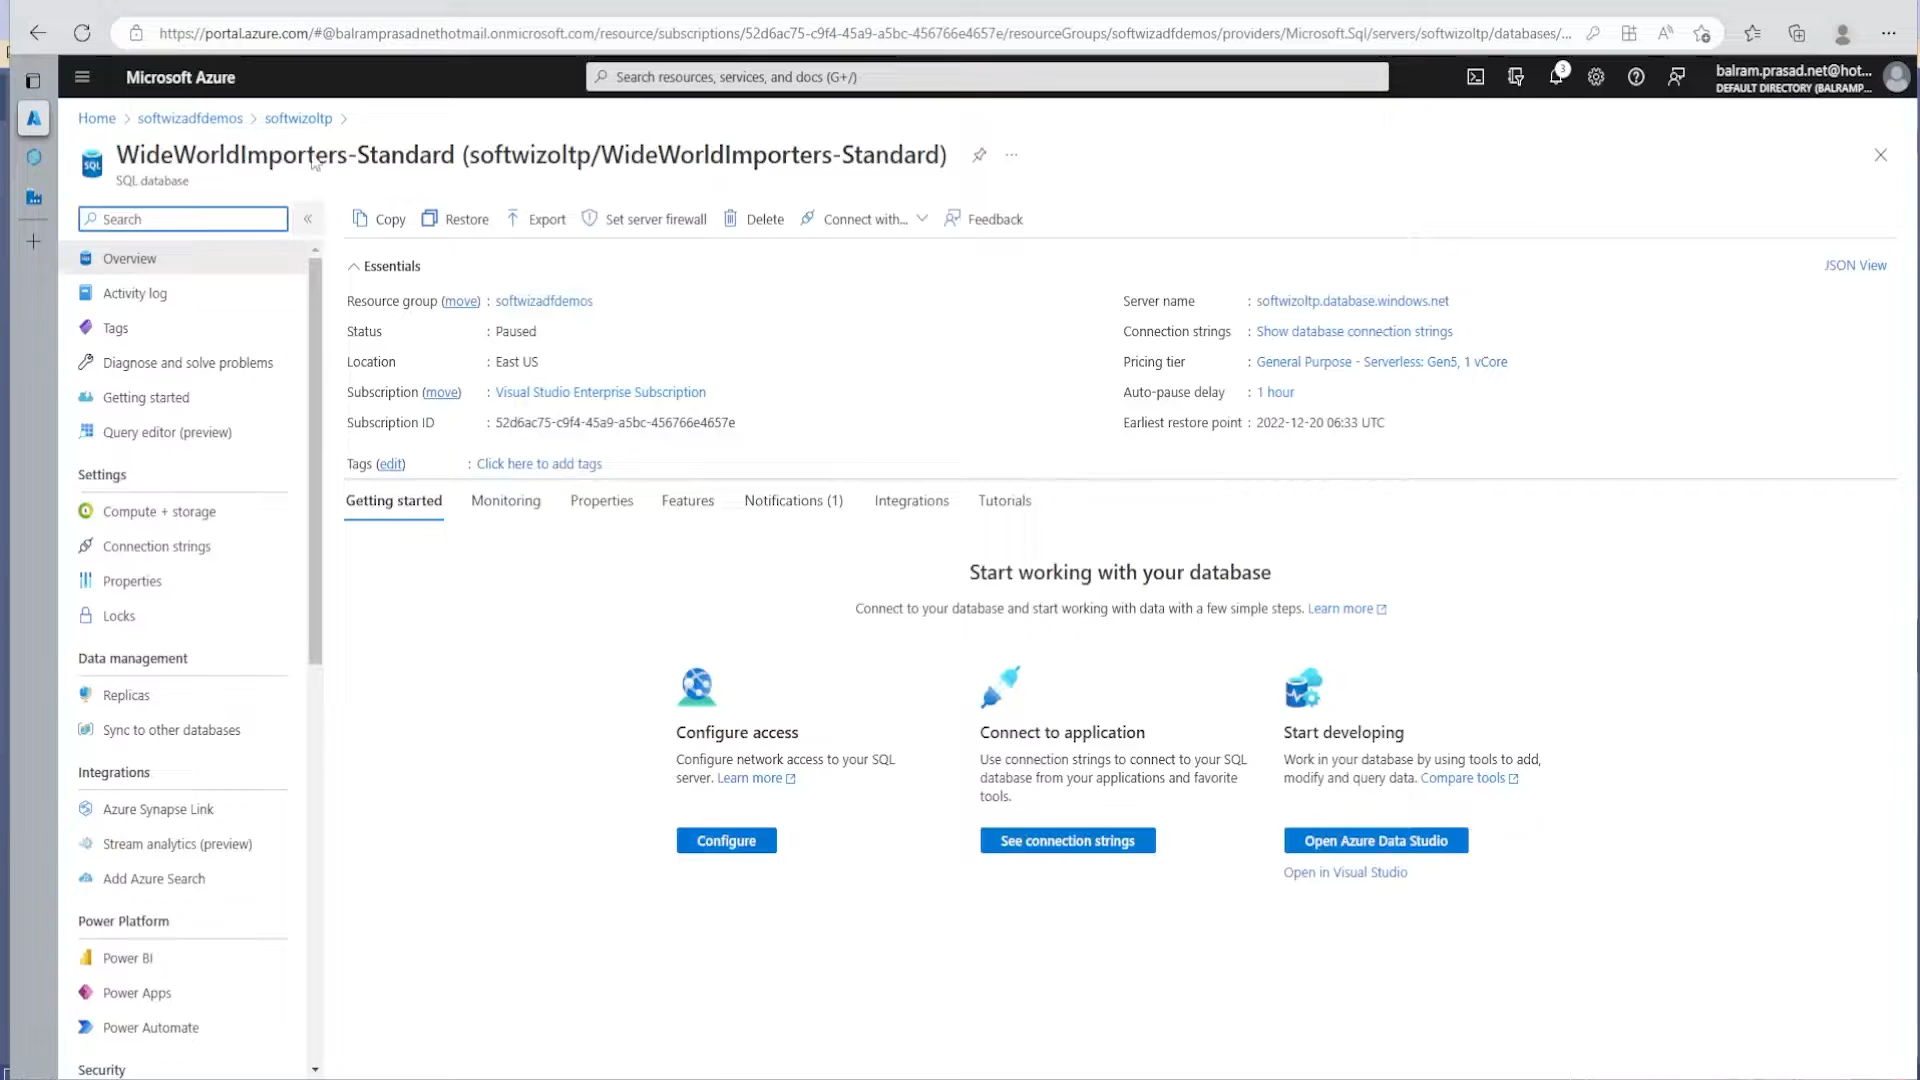 https://portal.azure.com/#@balramprasadnethotmail.onmicrosoft.com/resource/subscriptions/52d6ac75-c9f4-45a9-a5bc-456766e4657e/resourceGroups/softwizadfdemos/providers/Microsoft.Sql/servers/softwizoltp/databases/...
Microsoft Azure
Search resources, services, and docs (G+/)
3
balram.prasad.net@hot...
DEFAULT DIRECTORY (BALRAMP...
Home > softwizadfdemos > softwizoltp >
WideWorldImporters-Standard (softwizoltp/WideWorldImporters-Standard)
SQL database
Search
Copy Restore Export Set server firewall Delete Connect with... Feedback
Overview
Activity log
Tags
Diagnose and solve problems
Getting started
Query editor (preview)
Settings
Compute + storage
Connection strings
Properties
Locks
Data management
Replicas
Sync to other databases
Integrations
Azure Synapse Link
Stream analytics (preview)
Add Azure Search
Power Platform
Power BI
Power Apps
Power Automate
Security
Essentials
JSON View
Resource group (move) : softwizadfdemos
Status : Paused
Location : East US
Subscription (move) : Visual Studio Enterprise Subscription
Subscription ID : 52d6ac75-c9f4-45a9-a5bc-456766e4657e
Tags (edit) : Click here to add tags
Server name : softwizoltp.database.windows.net
Connection strings : Show database connection strings
Pricing tier : General Purpose - Serverless: Gen5, 1 vCore
Auto-pause delay : 1 hour
Earliest restore point : 2022-12-20 06:33 UTC
Getting started Monitoring Properties Features Notifications (1) Integrations Tutorials
Start working with your database
Connect to your database and start working with data with a few simple steps. Learn more
Configure access
Configure network access to your SQL
server. Learn more
Configure
Connect to application
Use connection strings to connect to your SQL
database from your applications and favorite
tools.
See connection strings
Start developing
Work in your database by using tools to add,
modify and query data. Compare tools
Open Azure Data Studio
Open in Visual Studio